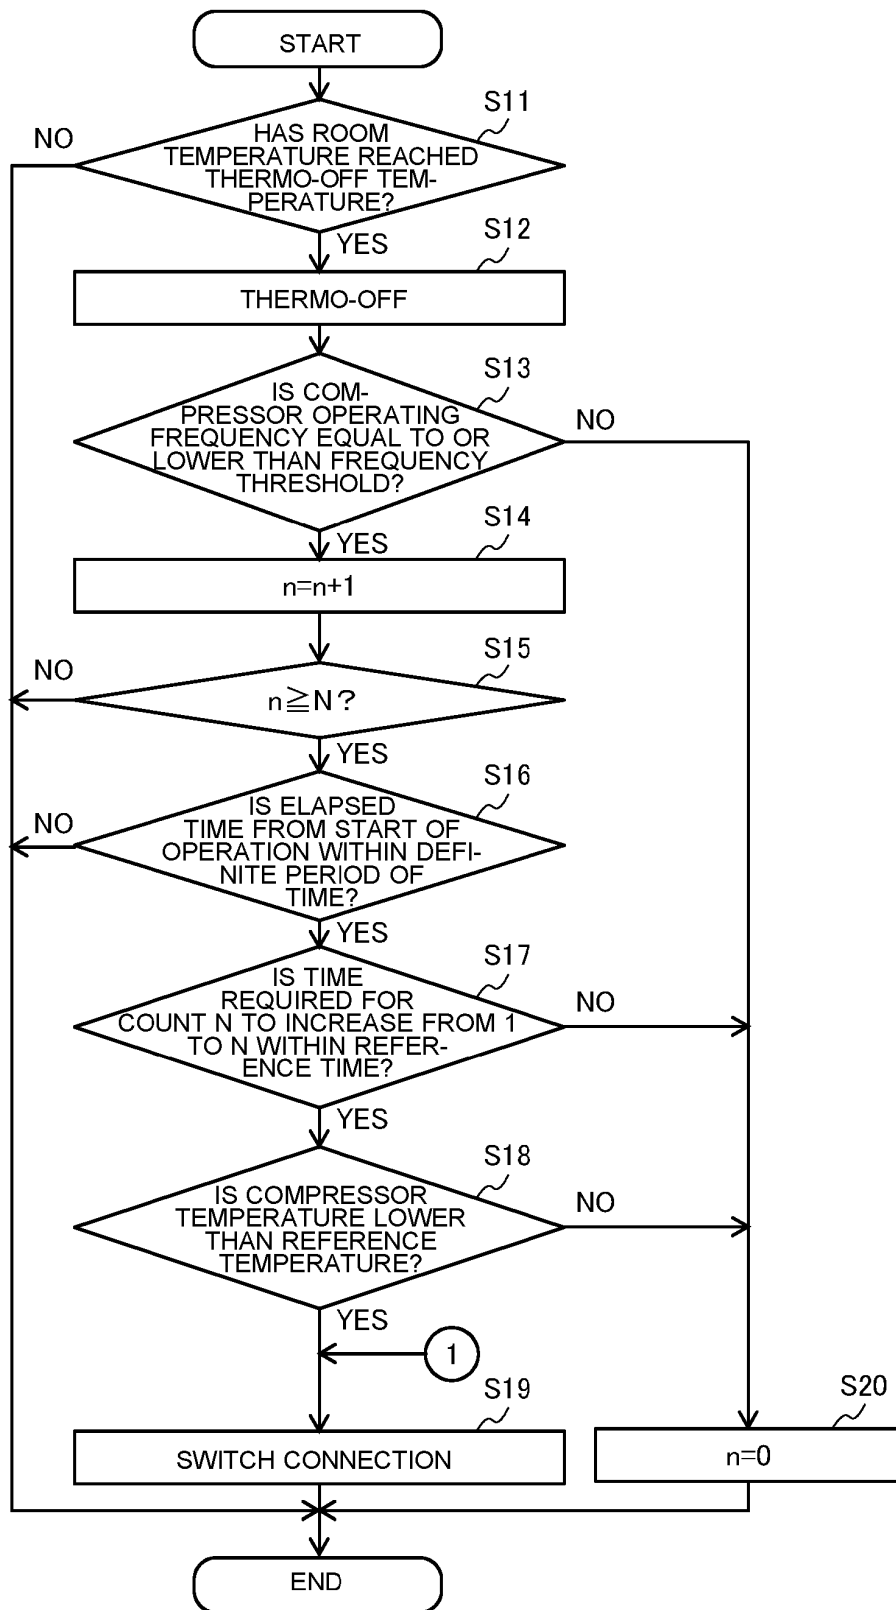 START
S11
NO
HAS ROOM
TEMPERATURE REACHED
THERMO-OFF TEM-
PERATURE?
YES
S12
THERMO-OFF
S13
IS COM-
PRESSOR OPERATING
FREQUENCY EQUAL TO OR
LOWER THAN FREQUENCY
THRESHOLD?
NO
YES
S14
n=n+1
S15
NO
n≧N?
YES
S16
NO
IS ELAPSED
TIME FROM START OF
OPERATION WITHIN DEFI-
NITE PERIOD OF
TIME?
YES
S17
IS TIME
REQUIRED FOR
COUNT N TO INCREASE FROM 1
TO N WITHIN REFER-
ENCE TIME?
NO
YES
S18
IS COMPRESSOR
TEMPERATURE LOWER
THAN REFERENCE
TEMPERATURE?
NO
YES
1
S19
SWITCH CONNECTION
S20
n=0
END